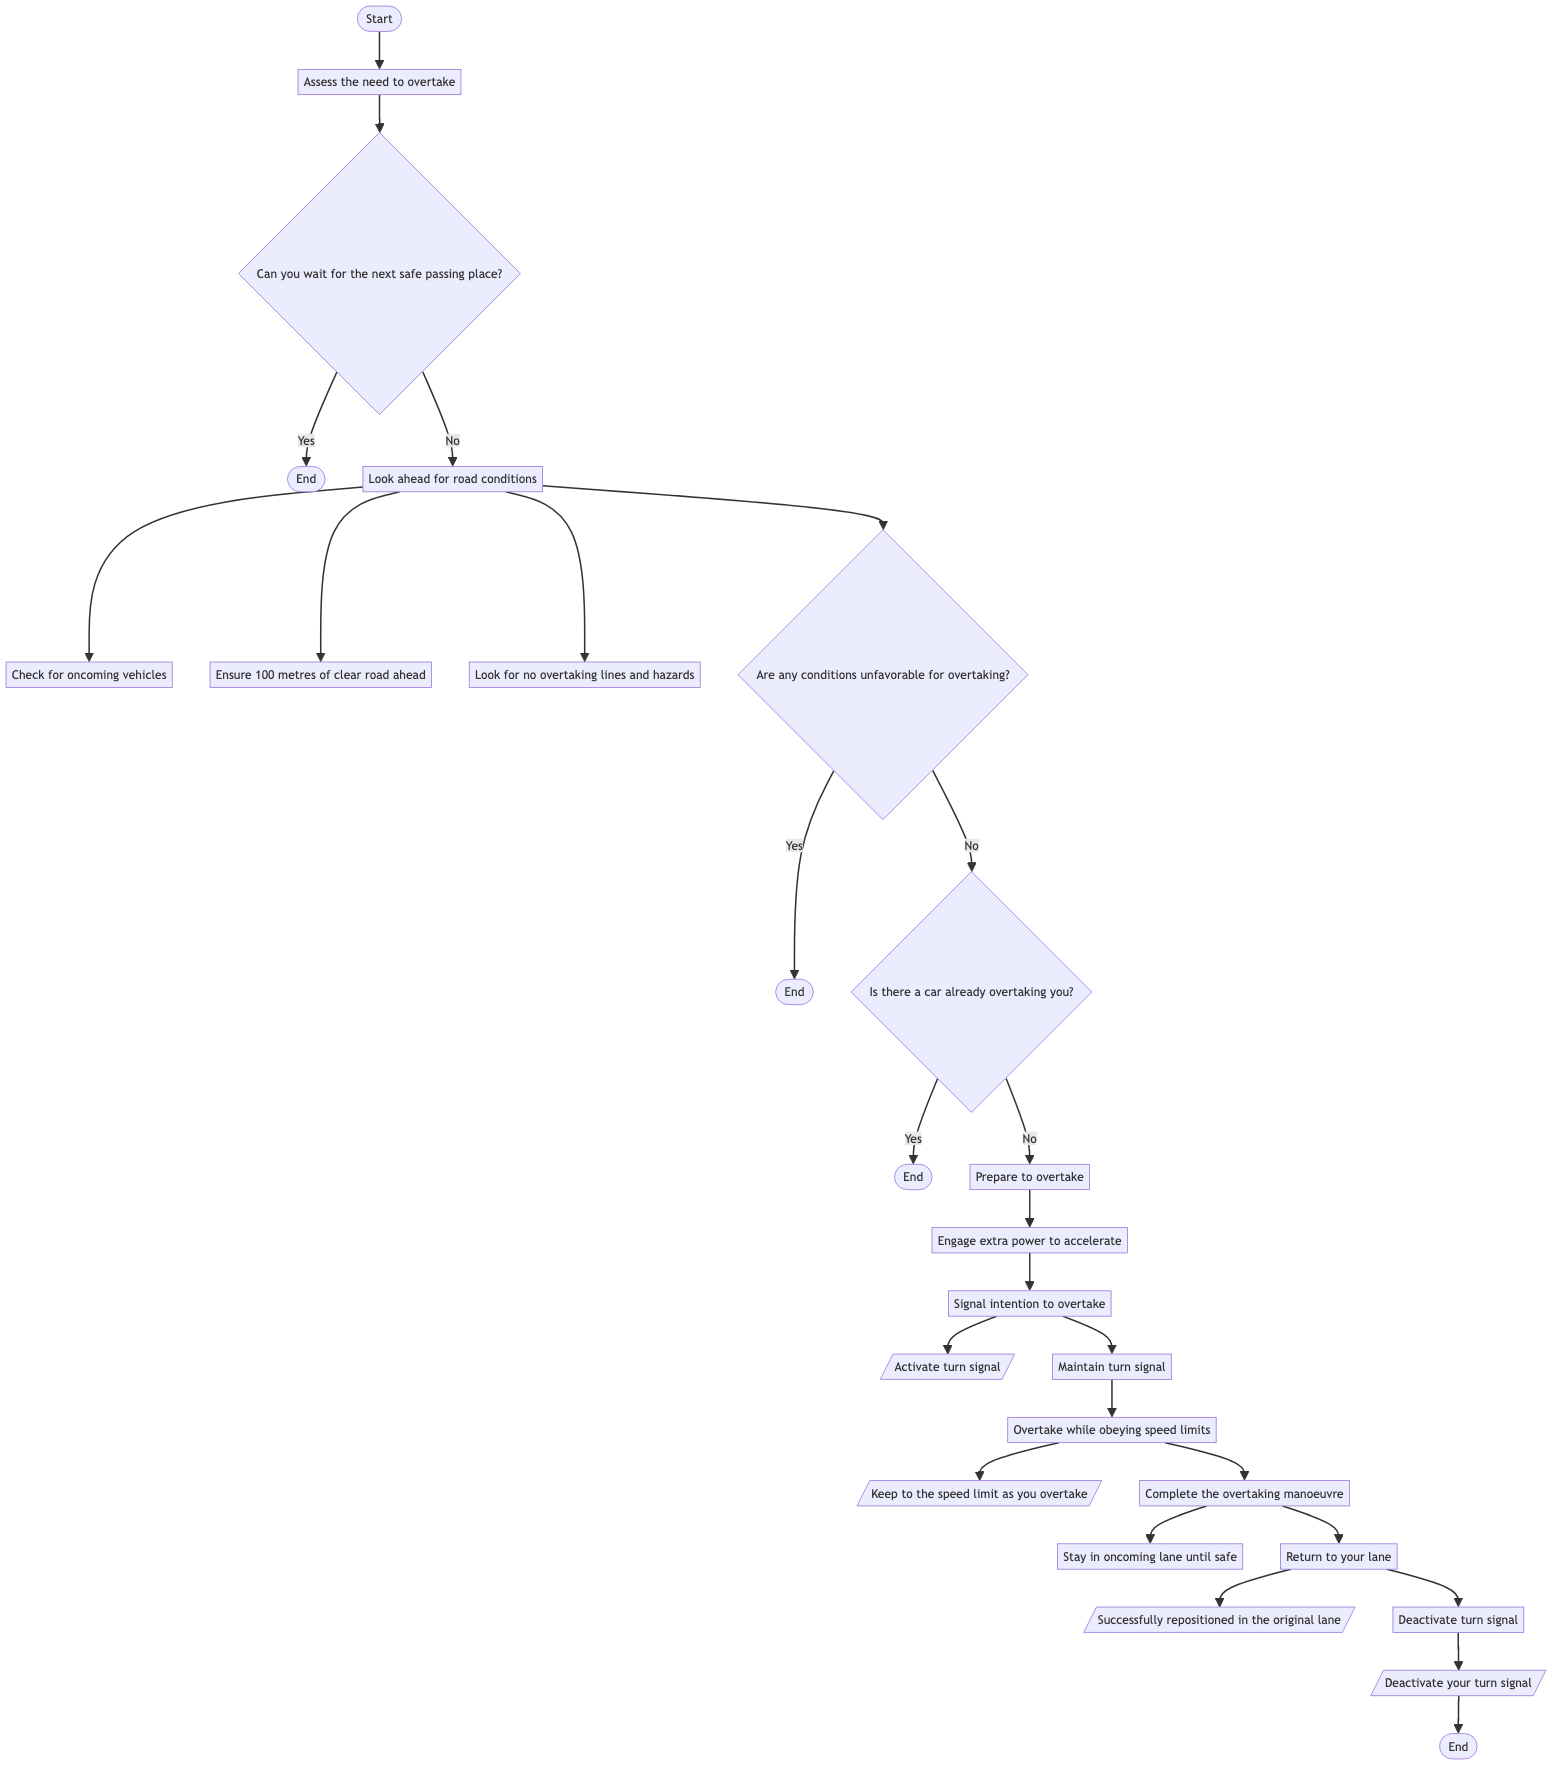 Start
Assess the need to overtake
Can you wait for the next safe passing place?
Yes
No
End
Look ahead for road conditions
Check for oncoming vehicles
Ensure 100 metres of clear road ahead
Look for no overtaking lines and hazards
Are any conditions unfavorable for overtaking?
Yes
No
End
Is there a car already overtaking you?
Yes
No
End
Prepare to overtake
Engage extra power to accelerate
Signal intention to overtake
Activate turn signal
Maintain turn signal
Overtake while obeying speed limits
Keep to the speed limit as you overtake
Complete the overtaking manoeuvre
Stay in oncoming lane until safe
Return to your lane
Successfully repositioned in the original lane
Deactivate turn signal
Deactivate your turn signal
End